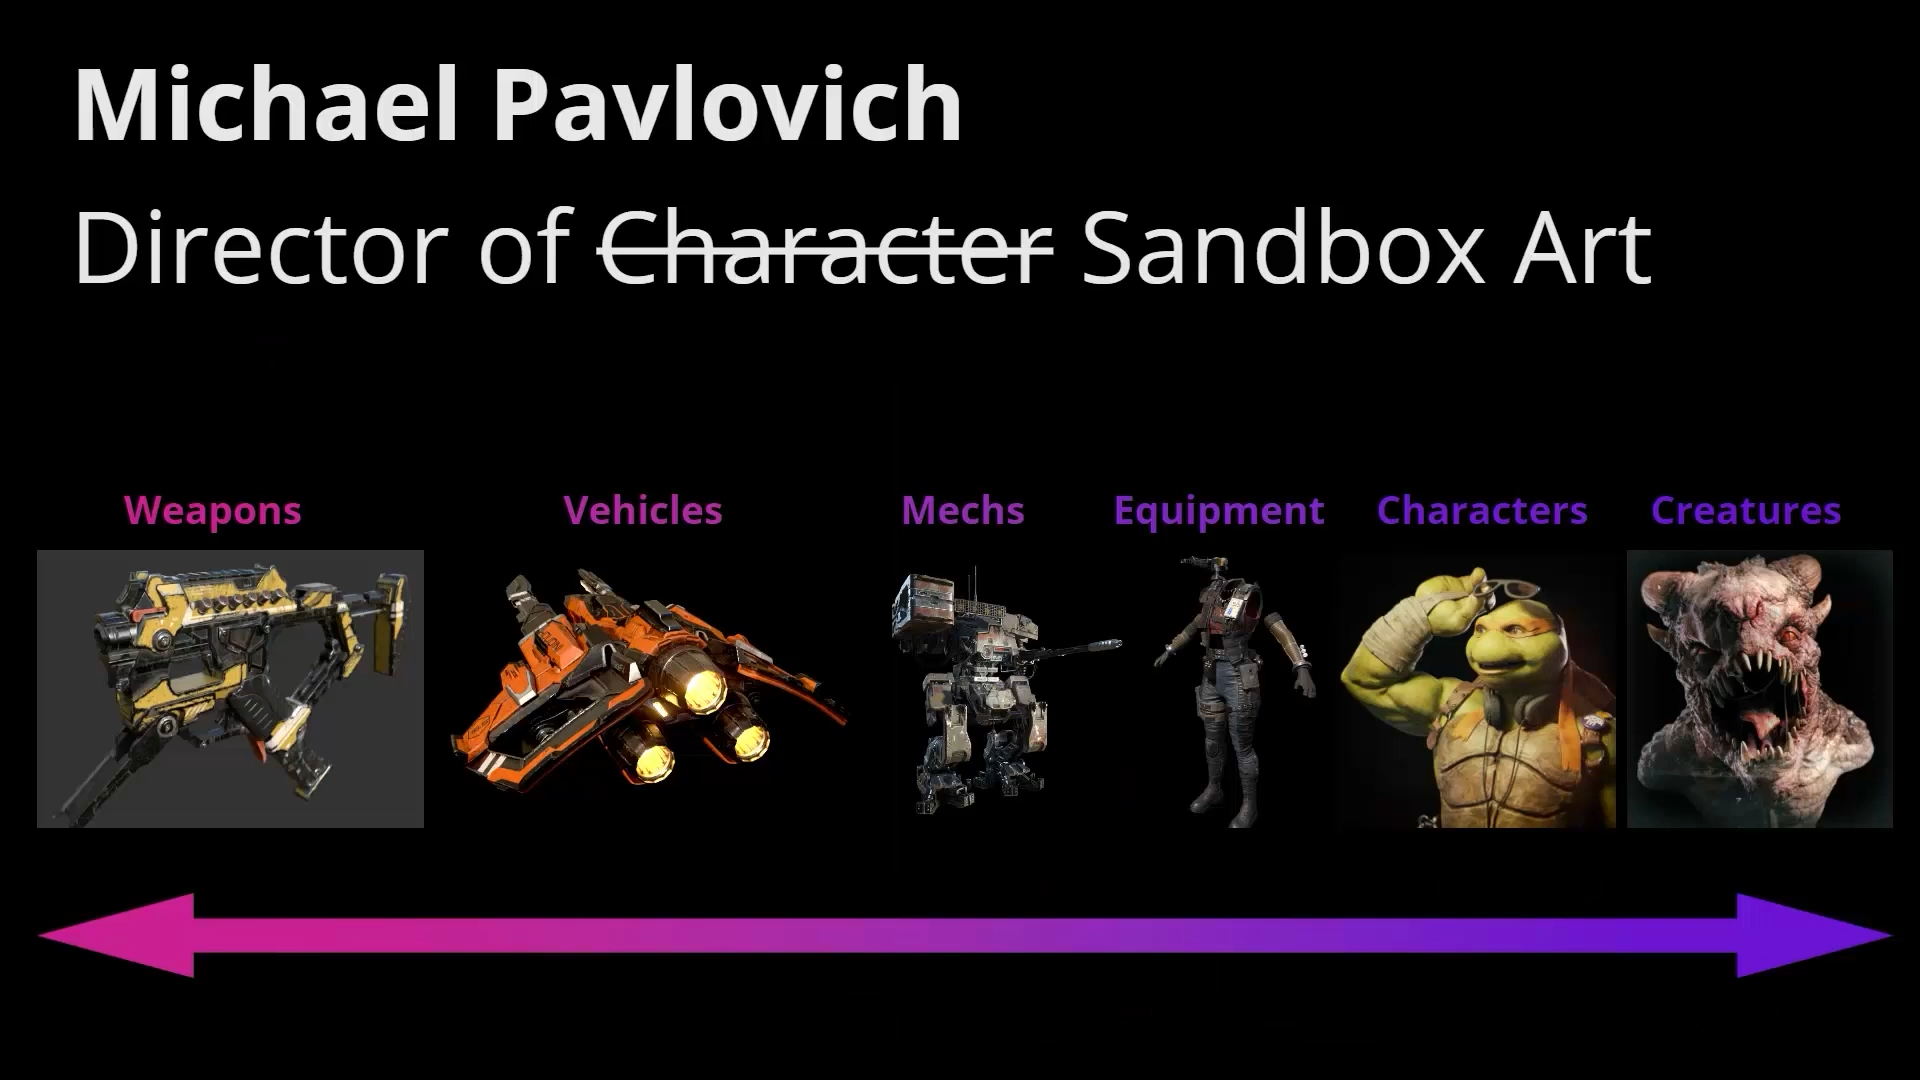 Michael Pavlovich
Director of Character Sandbox Art
Weapons Vehicles Mechs Equipment Characters Creatures